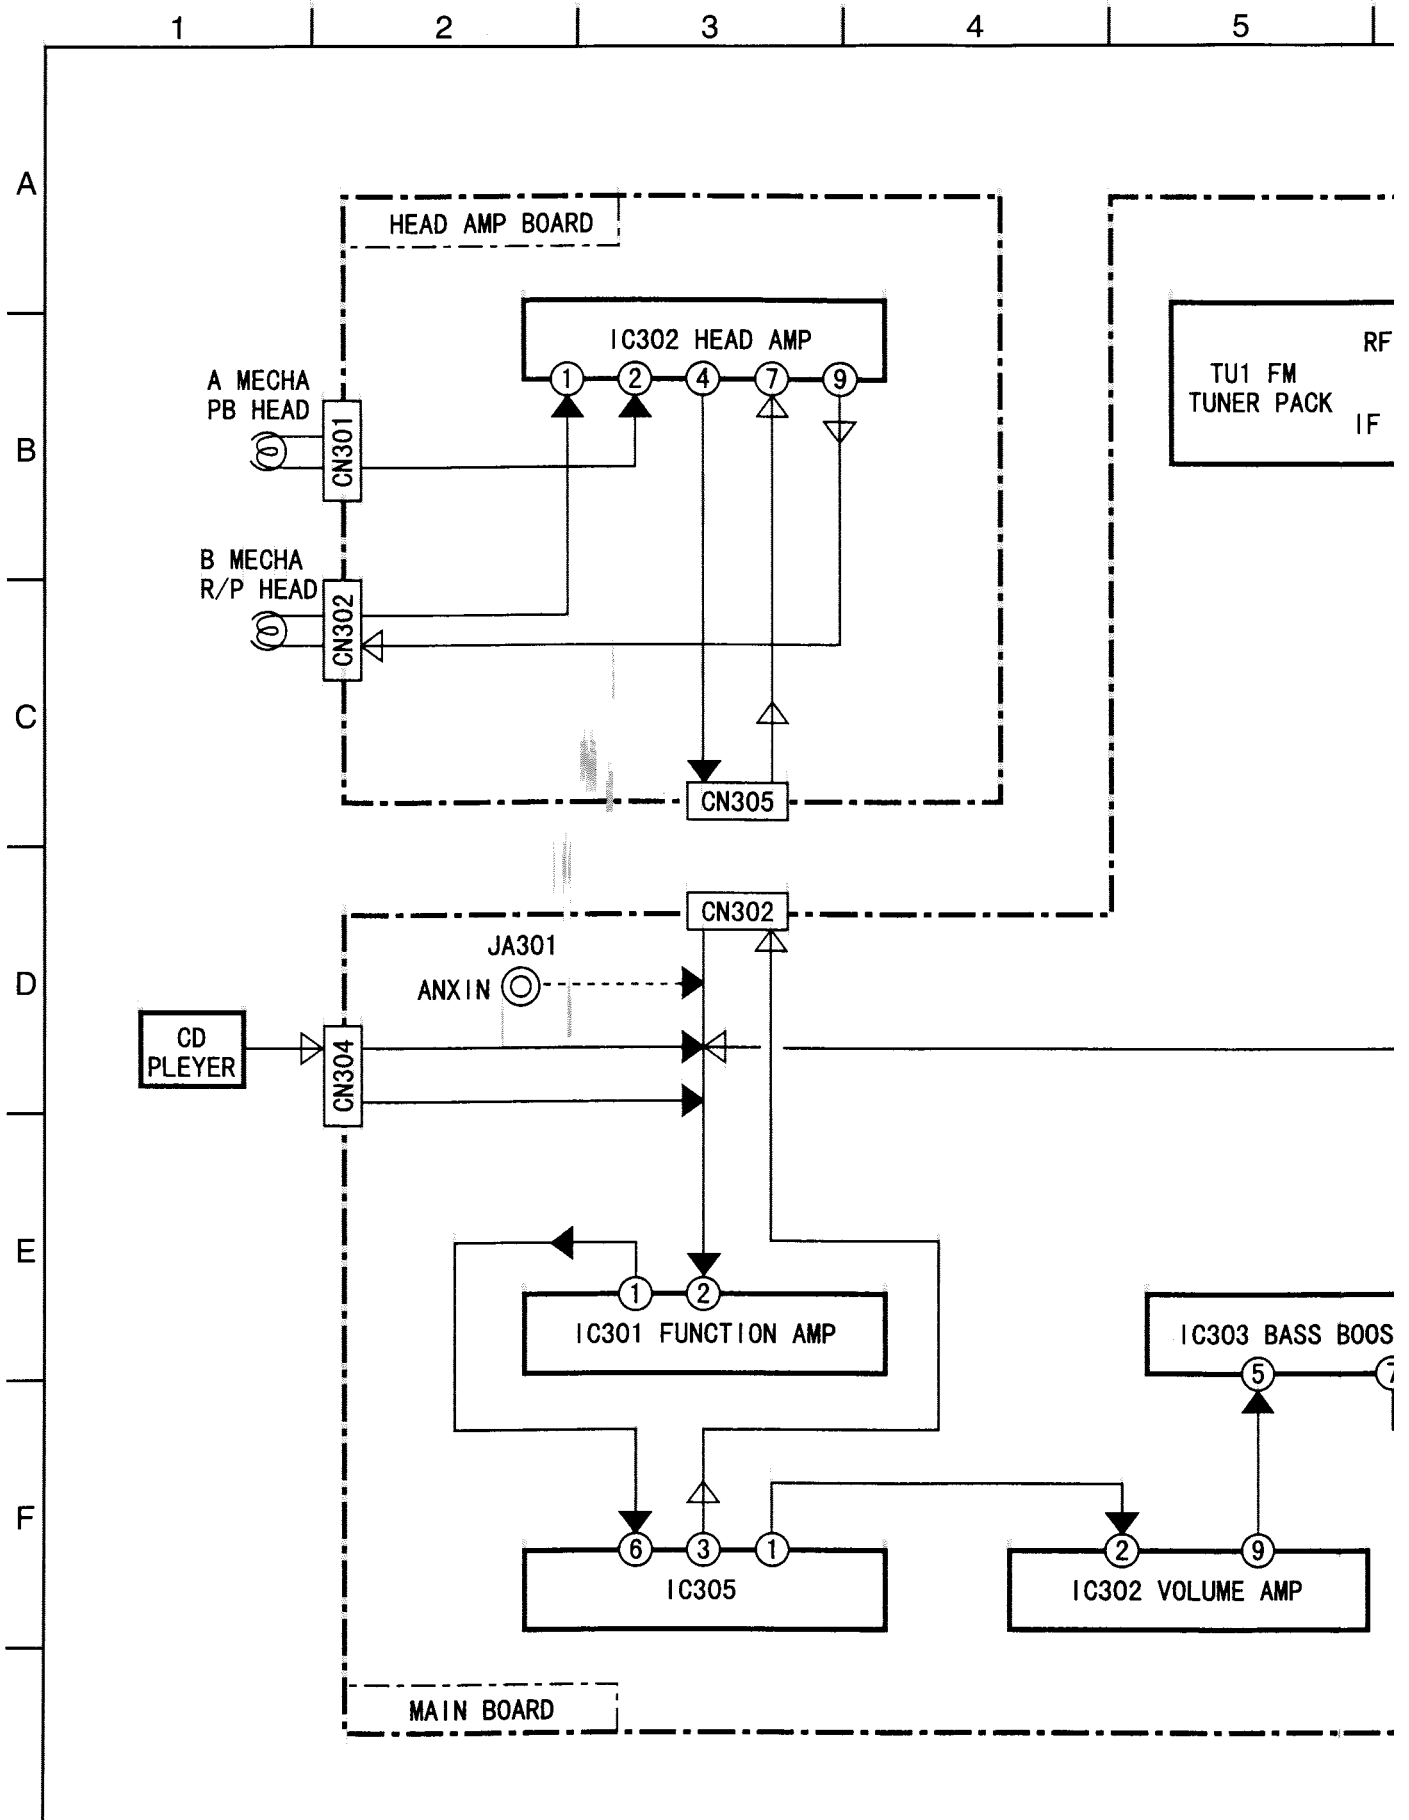 1 2 3 4 5
A
HEAD AMP BOARD
IC302 HEAD AMP
1 2 4 7 9
RF
TU1 FM
TUNER PACK
IF
A MECHA
PB HEAD
CN301
B
B MECHA
R/P HEAD
CN302
C
CN305
CN302
JA301
D
ANXIN
CD
PLEYER
CN304
E
1 2
IC301 FUNCTION AMP
IC303 BASS BOOS
5 7
F
6 3 1
IC305
2 9
IC302 VOLUME AMP
MAIN BOARD